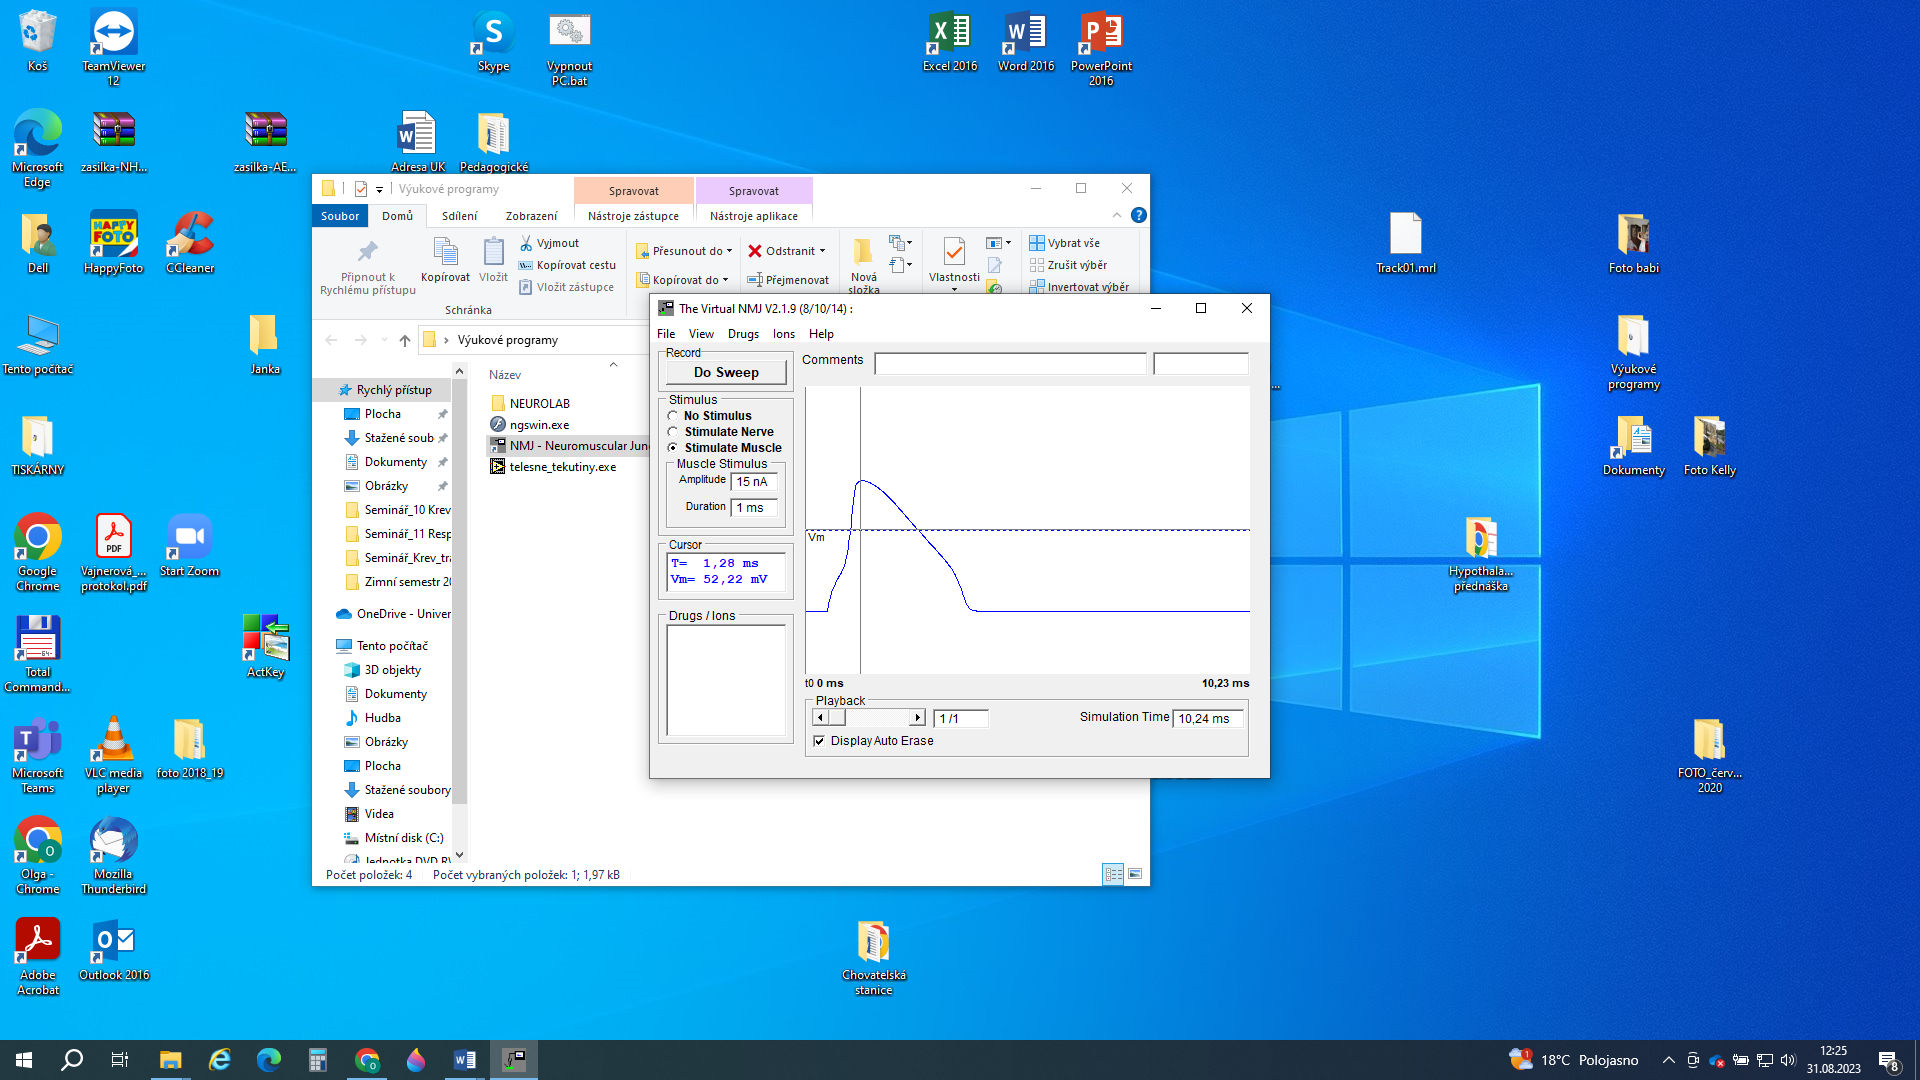 Koš
TeamViewer
12
Skype
Vypnout
PC.bat
Excel 2016
Word 2016
PowerPoint
2016
Microsoft
Edge
zasilka-NH...
zasilka-AE...
Adresa UK
Pedagogické
Dell
HappyFoto
CCleaner
Track01.mrl
Foto babi
Tento počítač
Janka
Výukové
programy
TISKÁRNY
Dokumenty
Foto Kelly
Google
Chrome
Vajnerová_...
protokol.pdf
Start Zoom
Hypothala...
přednáška
Total
Command...
ActKey
Microsoft
Teams
VLC media
player
foto 2018_19
FOTO_červ...
2020
Olga -
Chrome
Mozilla
Thunderbird
Adobe
Acrobat
Outlook 2016
Chovatelská
stanice
Výukové programy
Spravovat
Spravovat
Soubor
Domů
Sdílení
Zobrazení
Nástroje zástupce
Nástroje aplikace
Připnout k
Rychlému přístupu
Kopírovat
Vložit
Vyjmout
Kopírovat cestu
Vložit zástupce
Schránka
Přesunout do
Kopírovat do
Odstranit
Přejmenovat
Nová
složka
Vlastnosti
Vybrat vše
Zrušit výběr
Invertovat výběr
Výukové programy
Název
NEUROLAB
ngswin.exe
NMJ - Neuromuscular Jun
telesne_tekutiny.exe
Rychlý přístup
Plocha
Stažené soub
Dokumenty
Obrázky
Seminář_10 Krev
Seminář_11 Resp
Seminář_Krev_tra
Zimní semestr 20
OneDrive - Univer
Tento počítač
3D objekty
Dokumenty
Hudba
Obrázky
Plocha
Stažené soubory
Videa
Místní disk (C:)
Jednotka DVD RV
Počet položek: 4
Počet vybraných položek: 1; 1,97 kB
The Virtual NMJ V2.1.9 (8/10/14) :
File View Drugs Ions Help
Record
Do Sweep
Comments
Stimulus
No Stimulus
Stimulate Nerve
Stimulate Muscle
Muscle Stimulus
Amplitude 15 nA
Duration 1 ms
Cursor
T= 1,28 ms
Vm= 52,22 mV
Drugs / Ions
Vm
t0 0 ms
10,23 ms
Playback
1 /1
Simulation Time 10,24 ms
Display Auto Erase
18°C Polojasno
12:25
31.08.2023
8